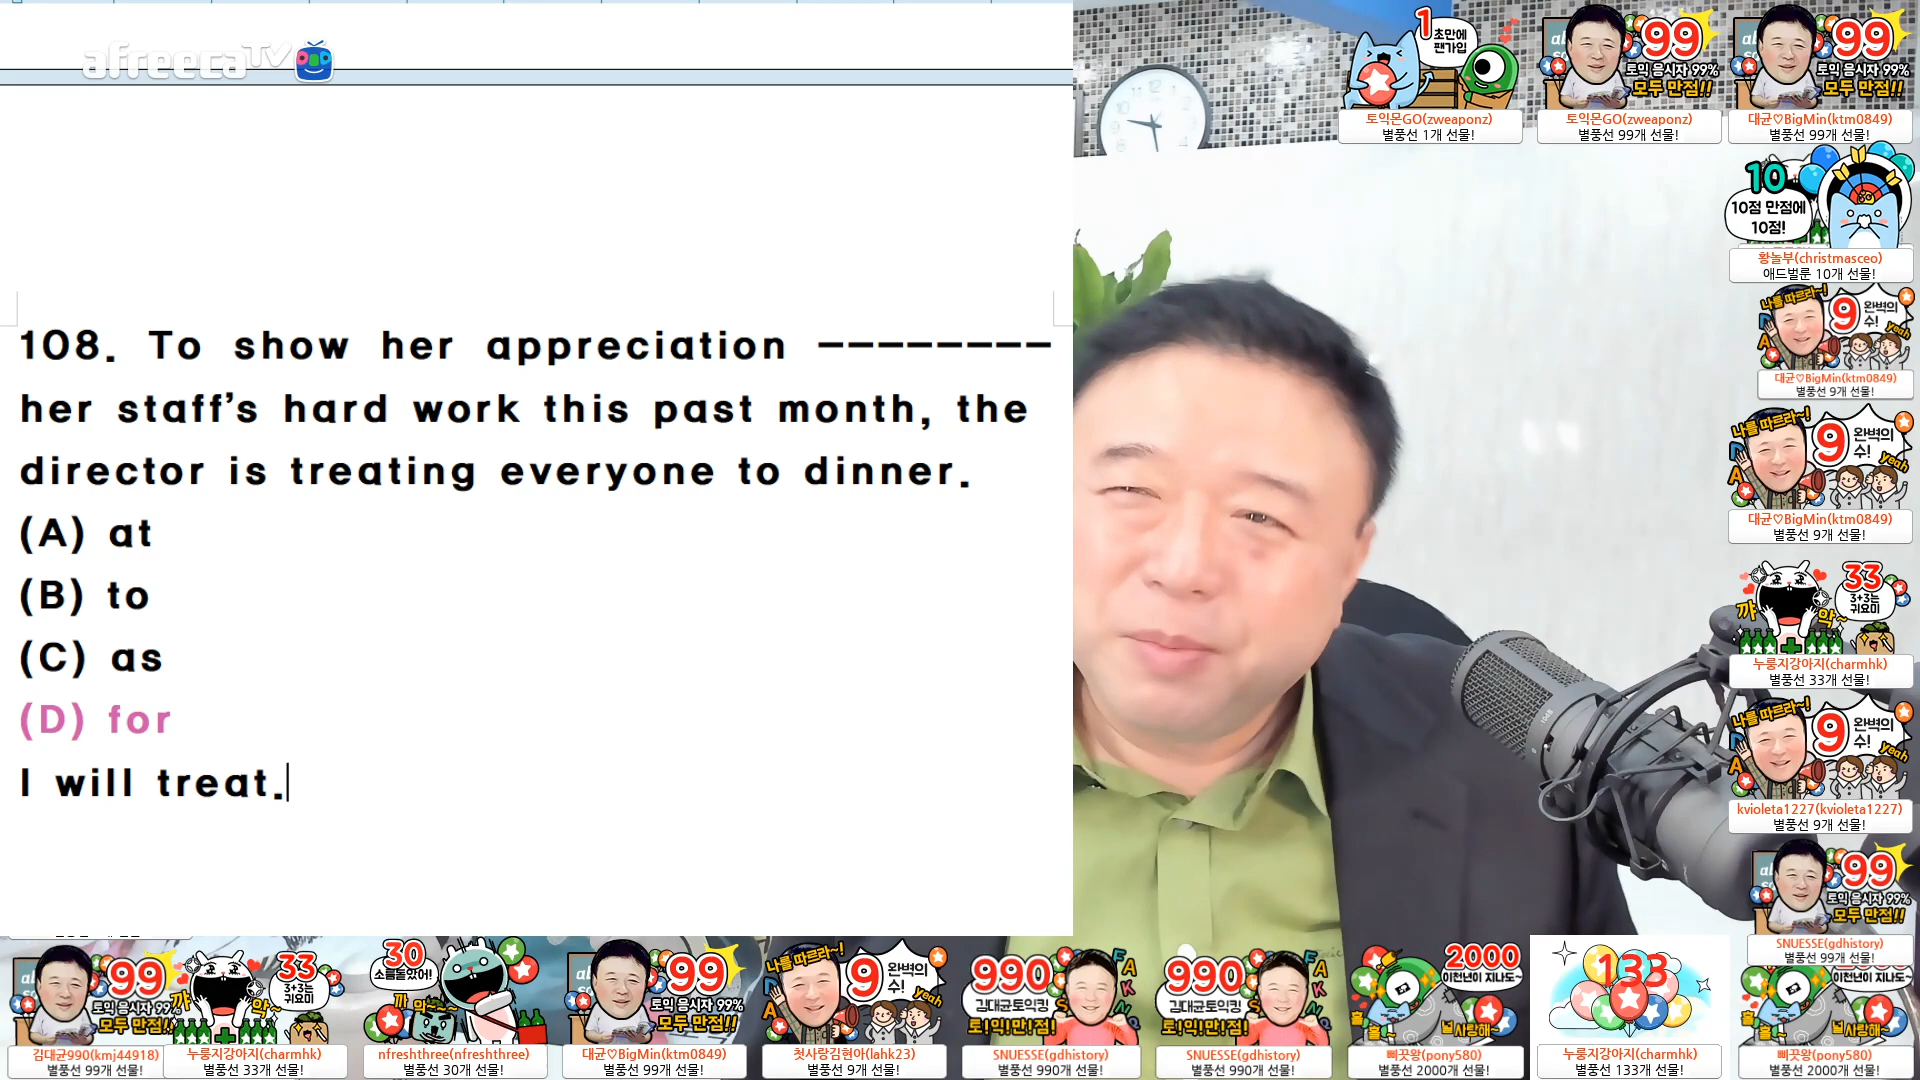 afreecaTV
108. To show her appreciation --------
her staff's hard work this past month, the
director is treating everyone to dinner.
(A) at
(B) to
(C) as
(D) for
I will treat.
1
초만에
팬가입
토익몬GO(zweaponz)
별풍선 1개 선물!
99
토익 응시자 99%
모두 만점!!
토익몬GO(zweaponz)
별풍선 99개 선물!
99
토익 응시자 99%
모두 만점!!
대균♡BigMin(ktm0849)
별풍선 99개 선물!
10
10점 만점에
10점!
황놀부(christmasceo)
애드벌룬 10개 선물!
나를 따르라~!
9
완벽의
수!
yeah
대균♡BigMin(ktm0849)
별풍선 9개 선물!
나를 따르라~!
9
완벽의
수!
yeah
대균♡BigMin(ktm0849)
별풍선 9개 선물!
33
3+3는
귀요미
꺄
악~
누룽지강아지(charmhk)
별풍선 33개 선물!
나를 따르라~!
9
완벽의
수!
yeah
kvioleta1227(kvioleta1227)
별풍선 9개 선물!
99
토익 응시자 99%
모두 만점!!
SNUESSE(gdhistory)
별풍선 99개 선물!
99
토익 응시자 99%
모두 만점!!
김대균990(kmj44918)
별풍선 99개 선물!
33
3+3는
귀요미
꺄
악~
누룽지강아지(charmhk)
별풍선 33개 선물!
30
소름돋았어!
까 악~
nfreshthree(nfreshthree)
별풍선 30개 선물!
99
토익 응시자 99%
모두 만점!!
대균♡BigMin(ktm0849)
별풍선 99개 선물!
나를 따르라~!
9
완벽의
수!
yeah
첫사랑김현아(lahk23)
별풍선 9개 선물!
990
김대균토익킹
토!익!만!점!
SNUESSE(gdhistory)
별풍선 990개 선물!
990
김대균토익킹
토!익!만!점!
SNUESSE(gdhistory)
별풍선 990개 선물!
2000
이천년이 지나도~
널사랑해~
삐끗왕(pony580)
별풍선 2000개 선물!
133
누룽지강아지(charmhk)
별풍선 133개 선물!
이천년이 지나도~
널사랑해~
삐끗왕(pony580)
별풍선 2000개 선물!